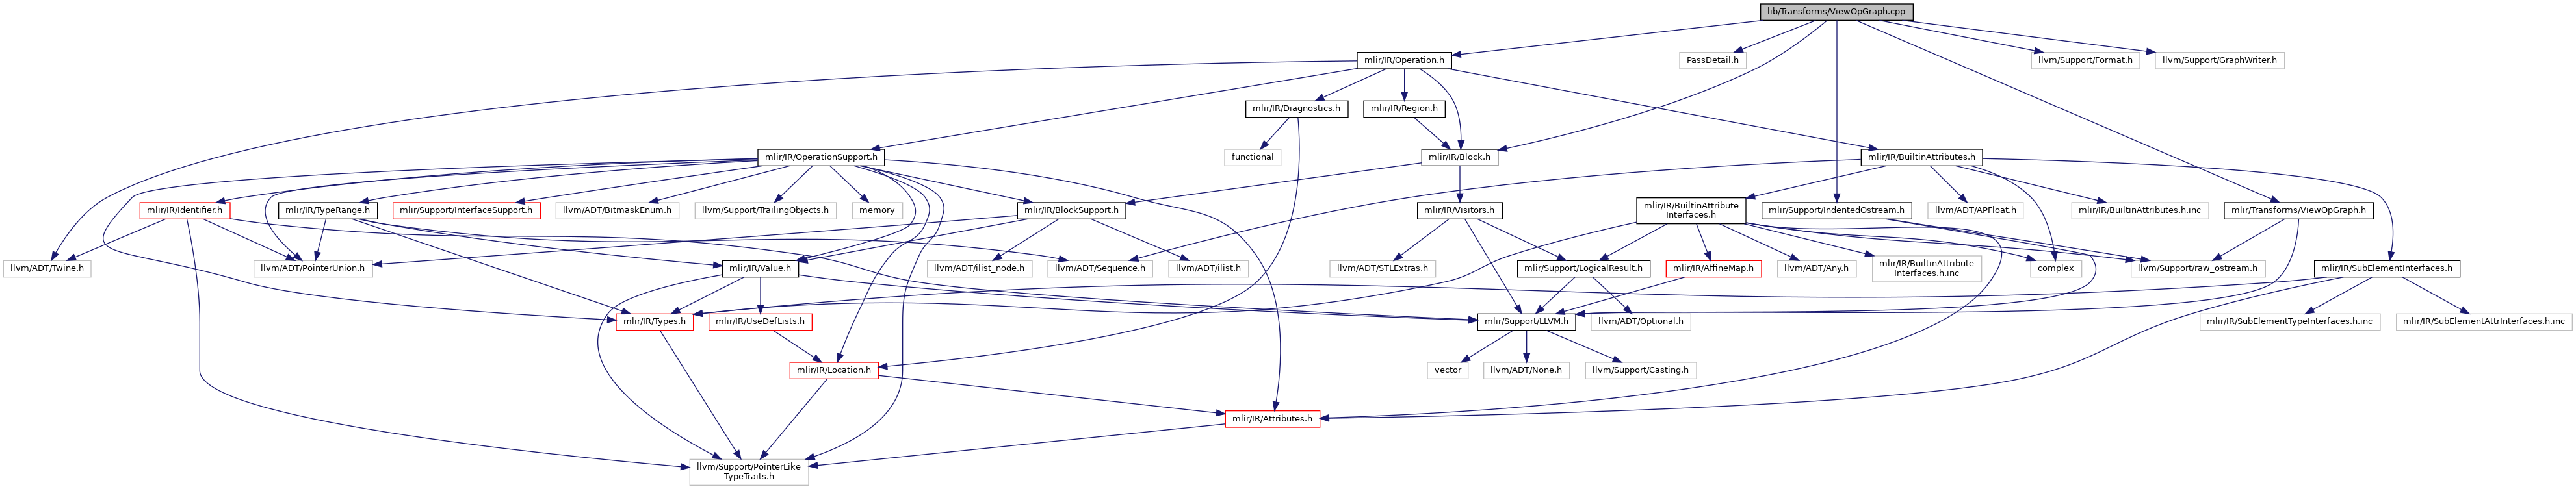 lib/Transforms/ViewOpGraph.cpp
mlir/IR/Operation.h
PassDetail.h
llvm/Support/Format.h
llvm/Support/GraphWriter.h
mlir/IR/Diagnostics.h
mlir/IR/Region.h
mlir/IR/OperationSupport.h
functional
mlir/IR/Block.h
mlir/IR/BuiltinAttributes.h
mlir/IR/Identifier.h
mlir/IR/TypeRange.h
mlir/Support/InterfaceSupport.h
llvm/ADT/BitmaskEnum.h
llvm/Support/TrailingObjects.h
memory
mlir/IR/BlockSupport.h
mlir/IR/Visitors.h
mlir/IR/BuiltinAttribute
Interfaces.h
mlir/Support/IndentedOstream.h
llvm/ADT/APFloat.h
mlir/IR/BuiltinAttributes.h.inc
mlir/Transforms/ViewOpGraph.h
llvm/ADT/Twine.h
llvm/ADT/PointerUnion.h
mlir/IR/Value.h
llvm/ADT/ilist_node.h
llvm/ADT/Sequence.h
llvm/ADT/ilist.h
llvm/ADT/STLExtras.h
mlir/Support/LogicalResult.h
mlir/IR/AffineMap.h
llvm/ADT/Any.h
mlir/IR/BuiltinAttribute
Interfaces.h.inc
complex
llvm/Support/raw_ostream.h
mlir/IR/SubElementInterfaces.h
mlir/IR/Types.h
mlir/IR/UseDefLists.h
mlir/Support/LLVM.h
llvm/ADT/Optional.h
mlir/IR/SubElementTypeInterfaces.h.inc
mlir/IR/SubElementAttrInterfaces.h.inc
mlir/IR/Location.h
vector
llvm/ADT/None.h
llvm/Support/Casting.h
mlir/IR/Attributes.h
llvm/Support/PointerLike
TypeTraits.h